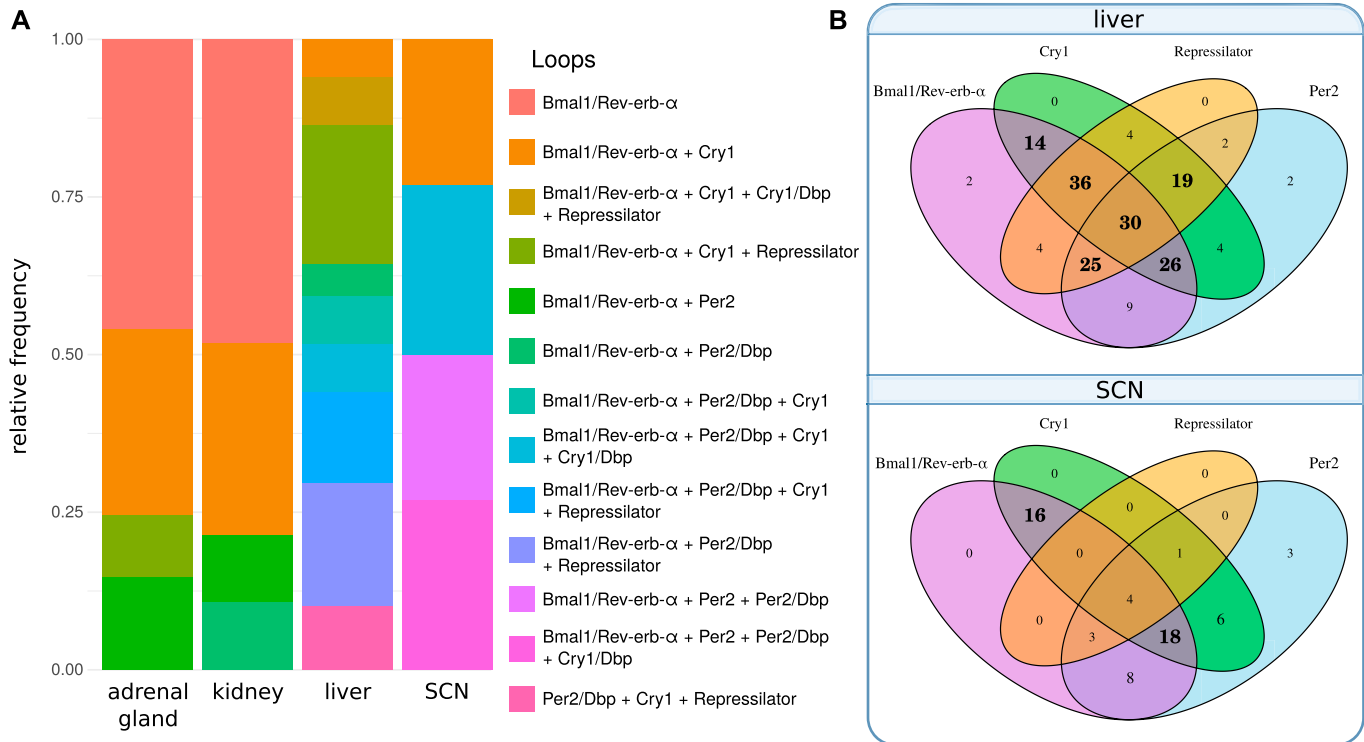 A
relative frequency
1.00
0.75
0.50
0.25
0.00
adrenal
gland
kidney
liver
SCN
Loops
Bmal1/Rev-erb-α
Bmal1/Rev-erb-α + Cry1
Bmal1/Rev-erb-α + Cry1 + Cry1/Dbp
+ Repressilator
Bmal1/Rev-erb-α + Cry1 + Repressilator
Bmal1/Rev-erb-α + Per2
Bmal1/Rev-erb-α + Per2/Dbp
Bmal1/Rev-erb-α + Per2/Dbp + Cry1
Bmal1/Rev-erb-α + Per2/Dbp + Cry1
+ Cry1/Dbp
Bmal1/Rev-erb-α + Per2/Dbp + Cry1
+ Repressilator
Bmal1/Rev-erb-α + Per2/Dbp
+ Repressilator
Bmal1/Rev-erb-α + Per2 + Per2/Dbp
Bmal1/Rev-erb-α + Per2 + Per2/Dbp
+ Cry1/Dbp
Per2/Dbp + Cry1 + Repressilator
B
liver
Cry1 Repressilator
Bmal1/Rev-erb-α Per2
0 0
14 4 2
2 36 19 2
30
4 25 26 4
9
SCN
Cry1 Repressilator
Bmal1/Rev-erb-α Per2
0 0
16 0 0
0 0 1 3
4
0 3 18 6
8